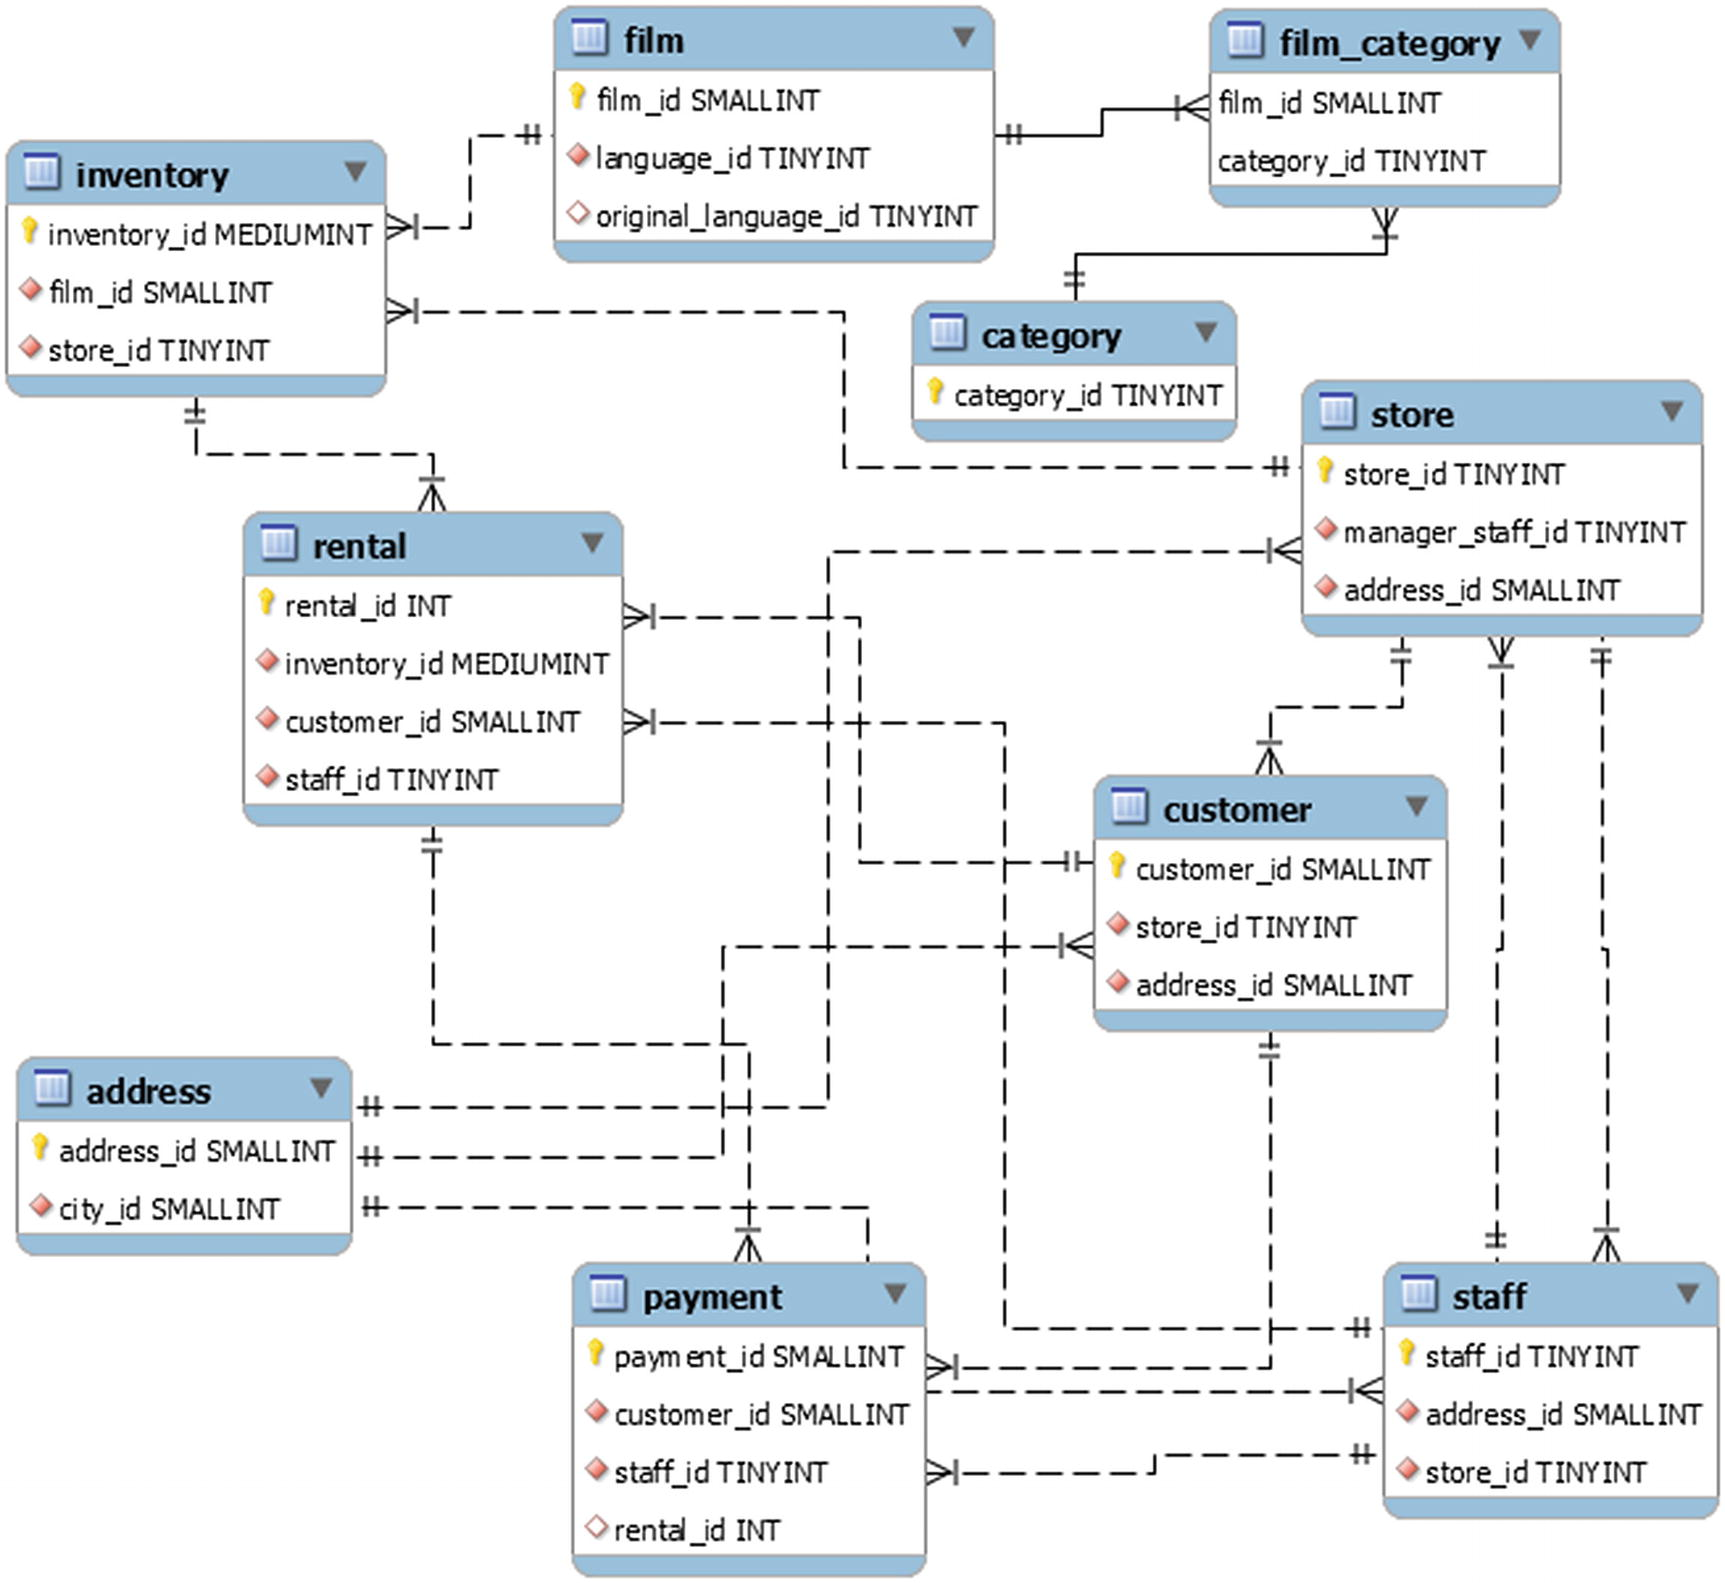 film
film_id SMALLINT
language_id TINYINT
original_language_id TINYINT
film_category
film_id SMALLINT
category_id TINYINT
inventory
inventory_id MEDIUMINT
film_id SMALLINT
store_id TINYINT
category
category_id TINYINT
store
store_id TINYINT
manager_staff_id TINYINT
address_id SMALLINT
rental
rental_id INT
inventory_id MEDIUMINT
customer_id SMALLINT
staff_id TINYINT
customer
customer_id SMALLINT
store_id TINYINT
address_id SMALLINT
address
address_id SMALLINT
city_id SMALLINT
payment
payment_id SMALLINT
customer_id SMALLINT
staff_id TINYINT
rental_id INT
staff
staff_id TINYINT
address_id SMALLINT
store_id TINYINT